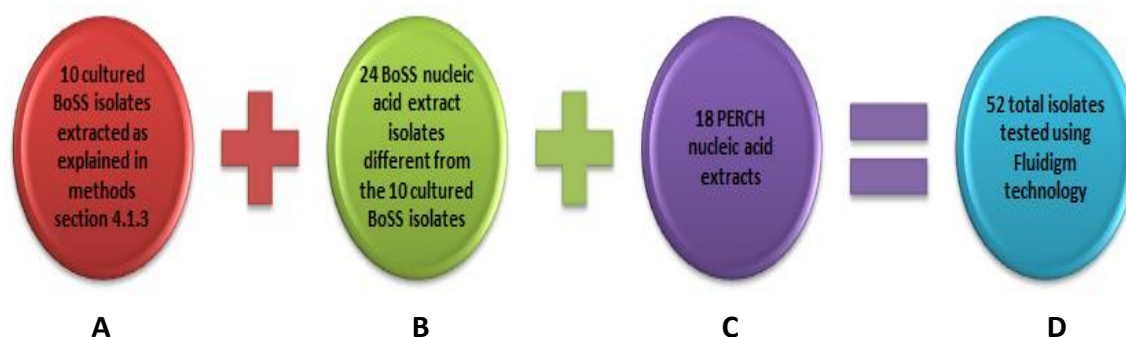 10 cultured
BoSS isolates
extracted as
explained in
methods
section 4.1.3
24 BoSS nucleic
acid extract
isolates
different from
the 10 cultured
BoSS isolates
18 PERCH
nucleic acid
extracts
52 total isolates
tested using
Fluidigm
technology
A
B
C
D